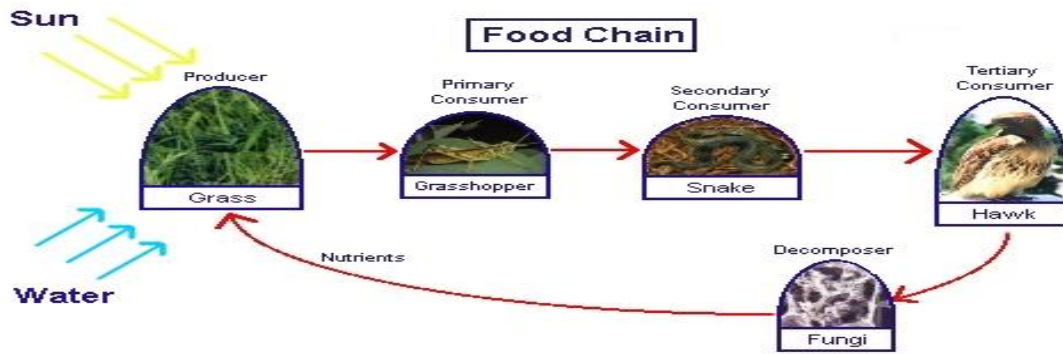 Sun
Food Chain
Producer
Primary
Consumer
Secondary
Consumer
Tertiary
Consumer
Grass
Grasshopper
Snake
Hawk
Water
Nutrients
Decomposer
Fungi